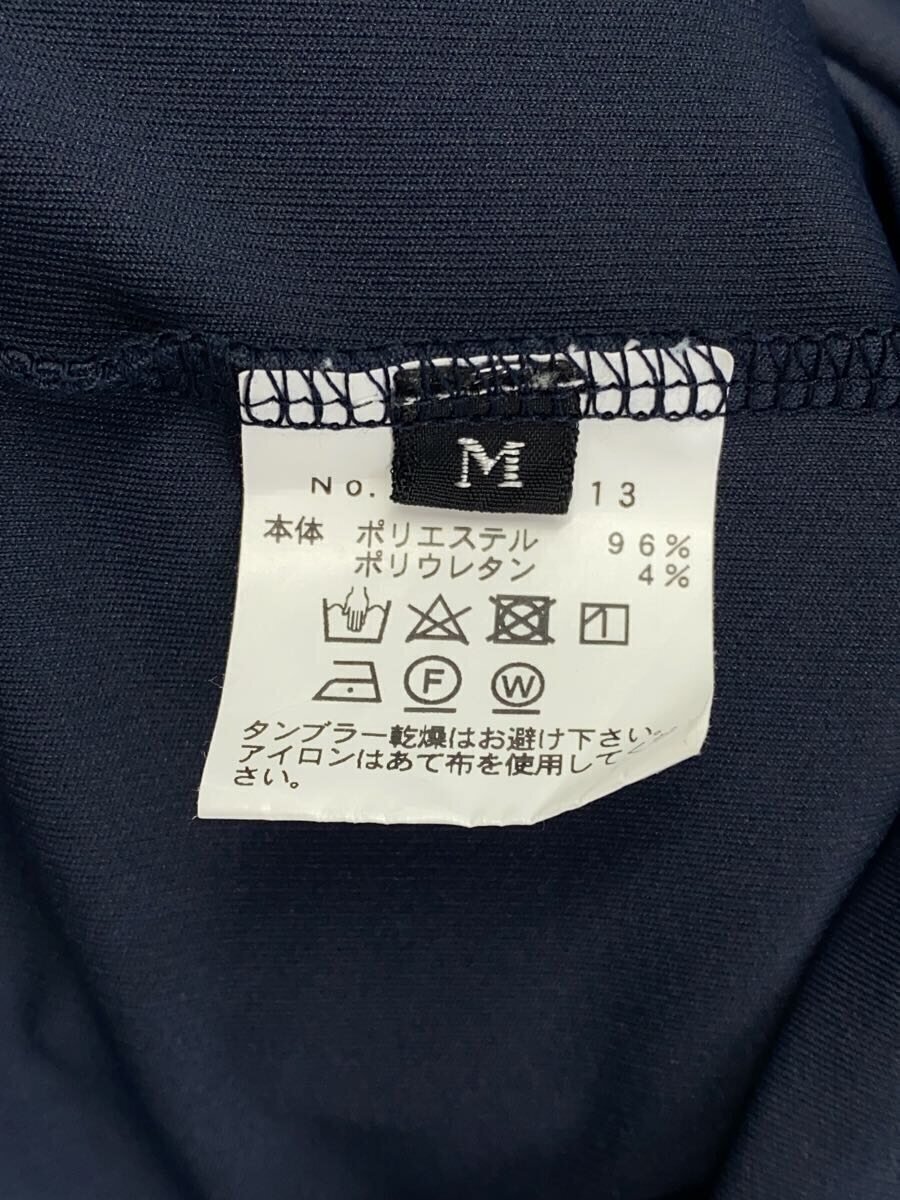 M
No. 13
本体 ポリエステル 96%
ポリウレタン 4%
F W
タンブラー乾燥はお避け下さい。
アイロンはあて布を使用して
さい。